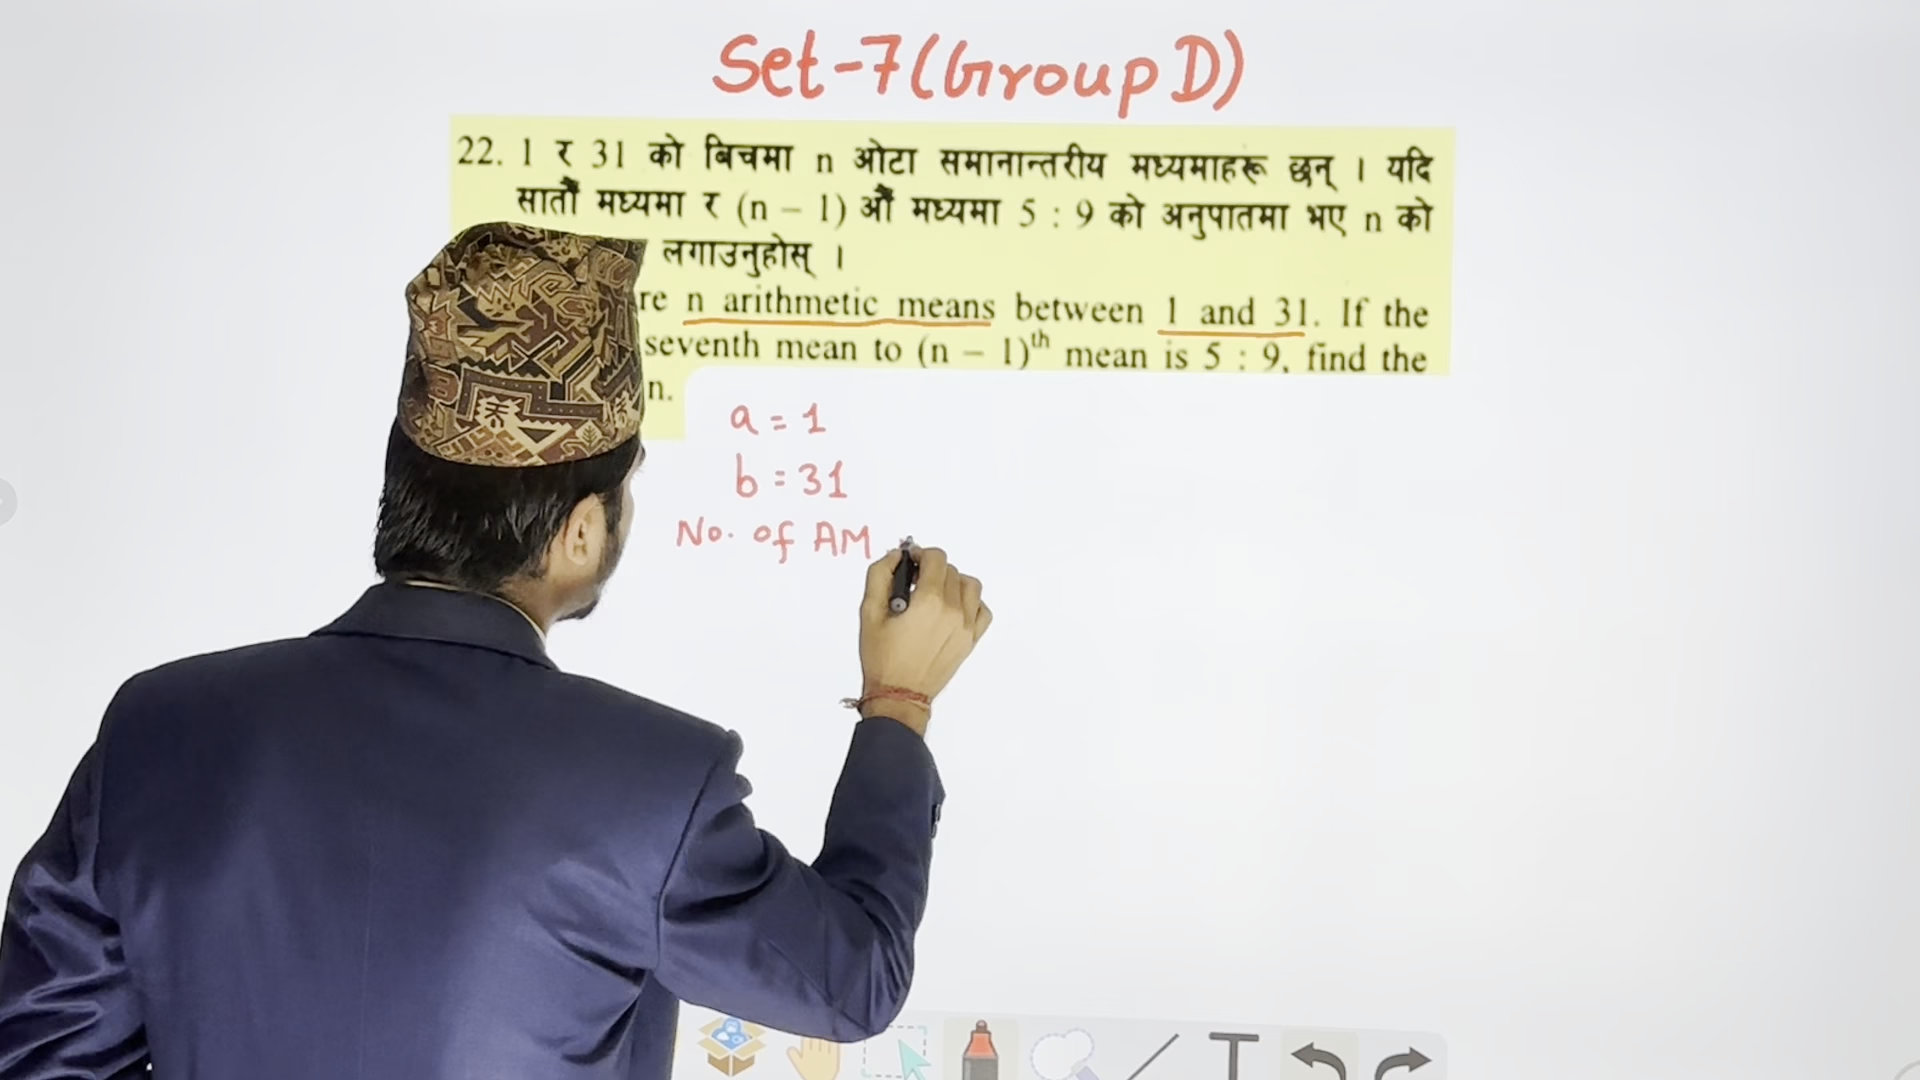 Set-7(Group D)
22. 1 र 31 को बिचमा n ओटा समानान्तरीय मध्यमाहरू छन् । यदि
सातौँ मध्यमा र (n – 1) औँ मध्यमा 5 : 9 को अनुपातमा भए n को
लगाउनुहोस् ।
re n arithmetic means between 1 and 31. If the
seventh mean to (n – 1)th mean is 5 : 9, find the
n.
a = 1
b = 31
No. of AM
T